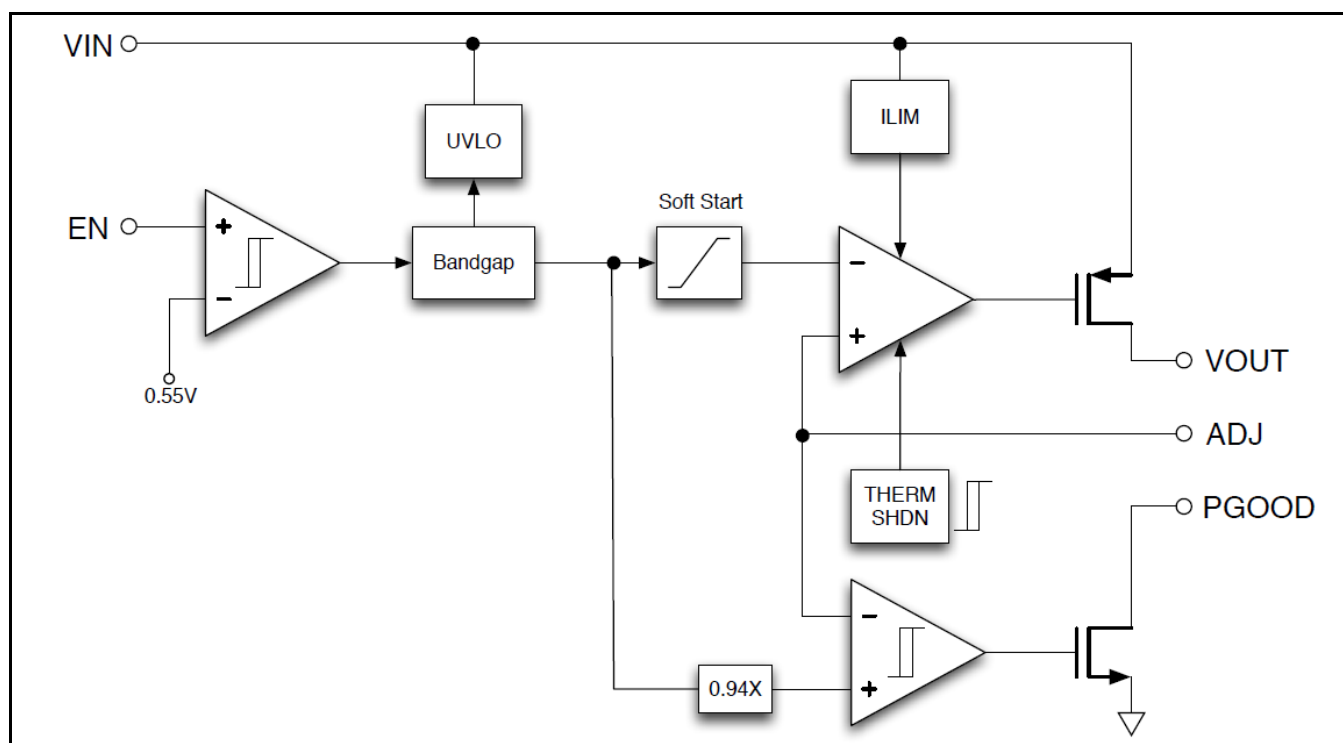 VIN
UVLO
ILIM
Soft Start
EN
+
-
Bandgap
-
+
0.55V
VOUT
ADJ
THERM
SHDN
PGOOD
-
+
0.94X